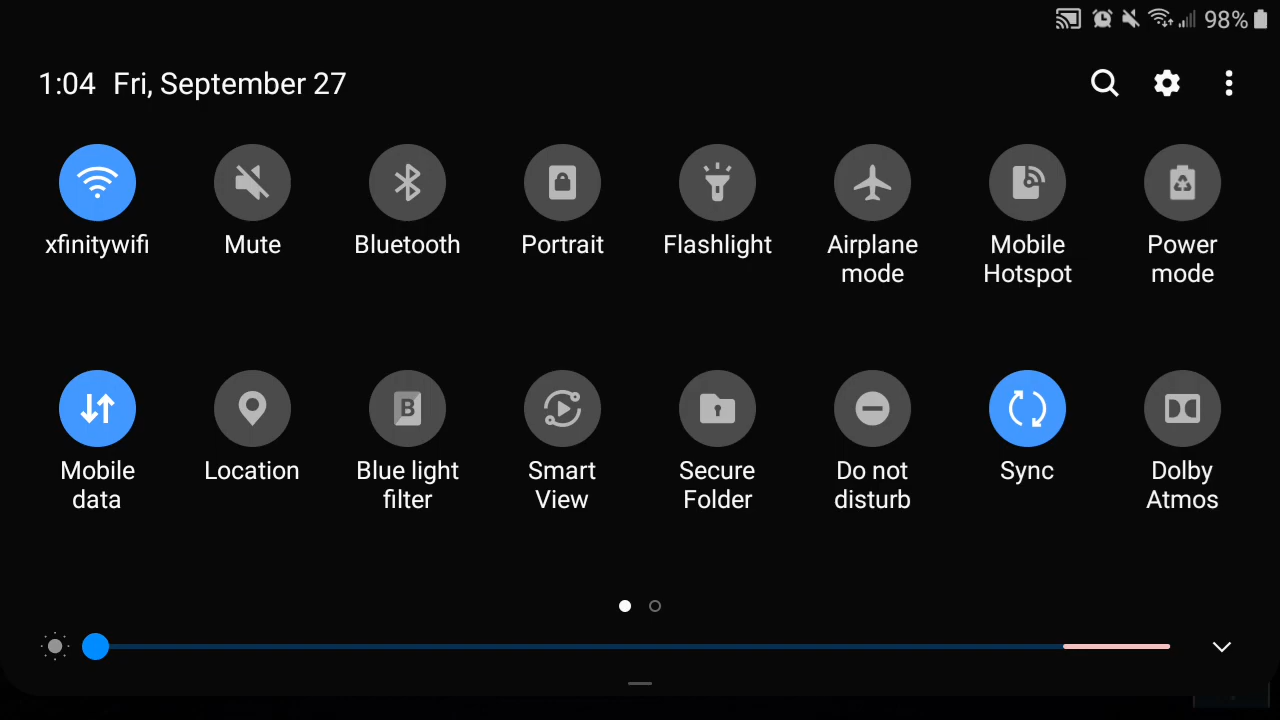 98%
1:04 Fri, September 27
xfinitywifi
Mute
Bluetooth
Portrait
Flashlight
Airplane
mode
Mobile
Hotspot
Power
mode
Mobile
data
Location
B
Blue light
filter
Smart
View
Secure
Folder
Do not
disturb
Sync
Dolby
Atmos